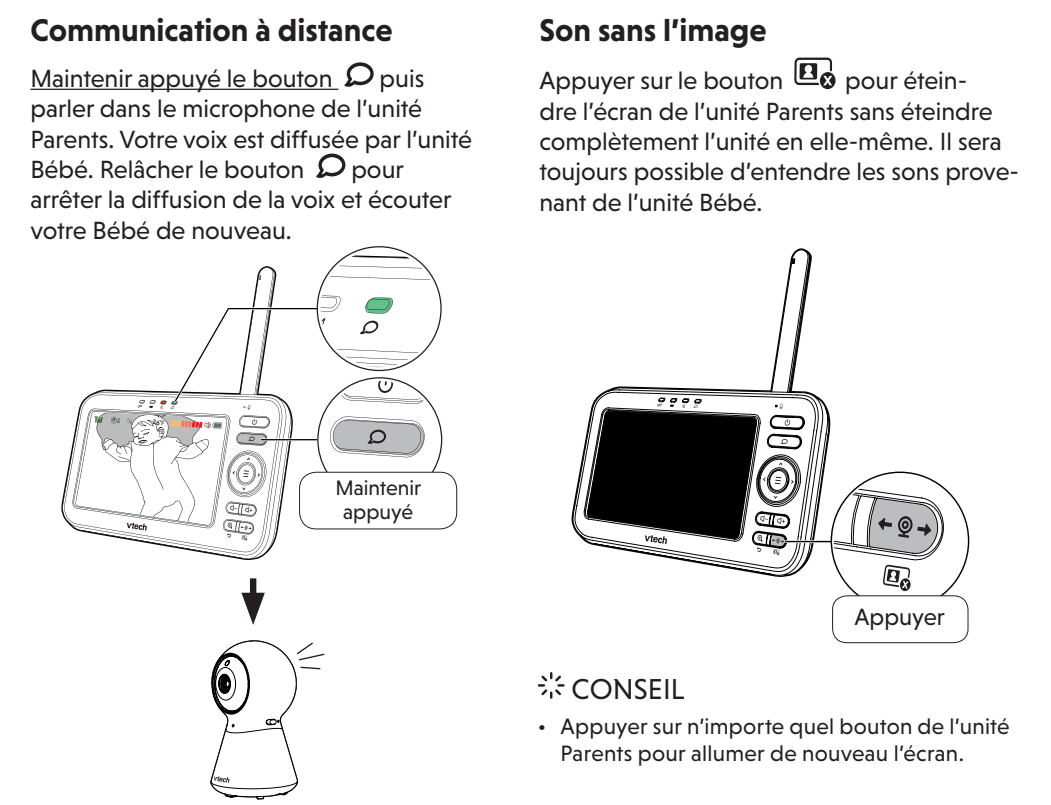 Communication à distance
Maintenir appuyé le bouton puis
parler dans le microphone de l'unité
Parents. Votre voix est diffusée par l'unité
Bébé. Relâcher le bouton pour
arrêter la diffusion de la voix et écouter
votre Bébé de nouveau.
Maintenir
appuyé
vtech
vtech
Son sans l'image
Appuyer sur le bouton pour étein-
dre l'écran de l'unité Parents sans éteindre
complètement l'unité en elle-même. Il sera
toujours possible d'entendre les sons prove-
nant de l'unité Bébé.
vtech
Appuyer
CONSEIL
• Appuyer sur n'importe quel bouton de l'unité
Parents pour allumer de nouveau l'écran.